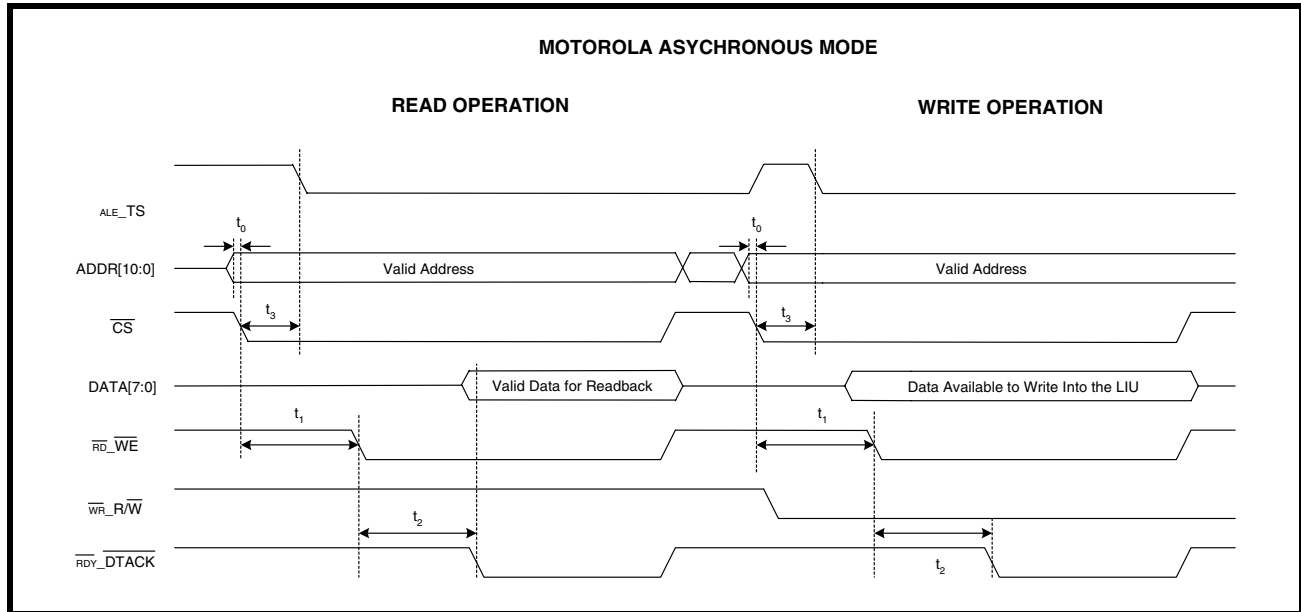 MOTOROLA ASYCHRONOUS MODE
READ OPERATION
WRITE OPERATION
ALE_TS
t0
t0
ADDR[10:0]
Valid Address
Valid Address
CS
t3
t3
DATA[7:0]
Valid Data for Readback
Data Available to Write Into the LIU
t1
t1
RD_WE
WR_R/W
t2
t2
RDY_DTACK